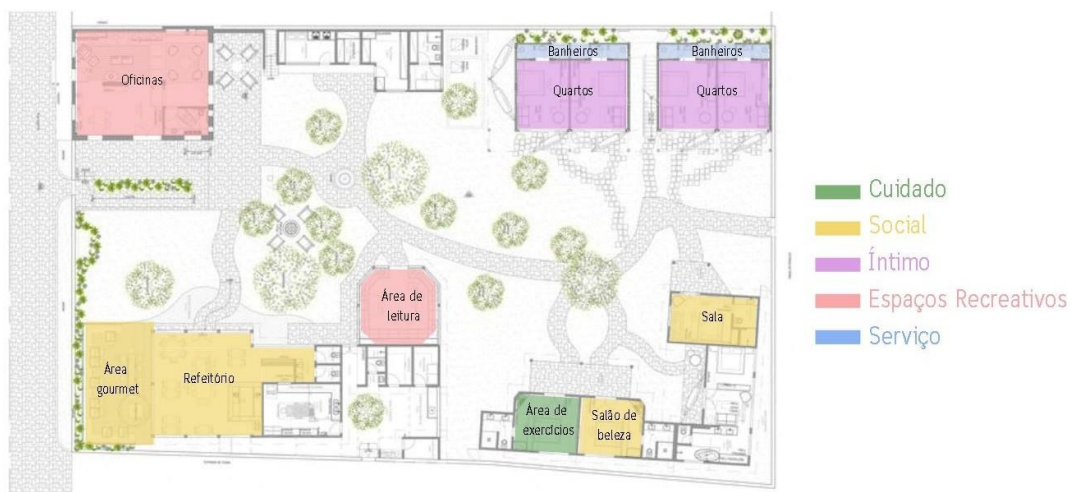 Banheiros
Banheiros
Oficinas
Quartos
Quartos
Cuidado
Social
Íntimo
Espaços Recreativos
Serviço
Área de
leitura
Sala
Área
gourmet
Refeitório
Área de
exercícios
Salão de
beleza